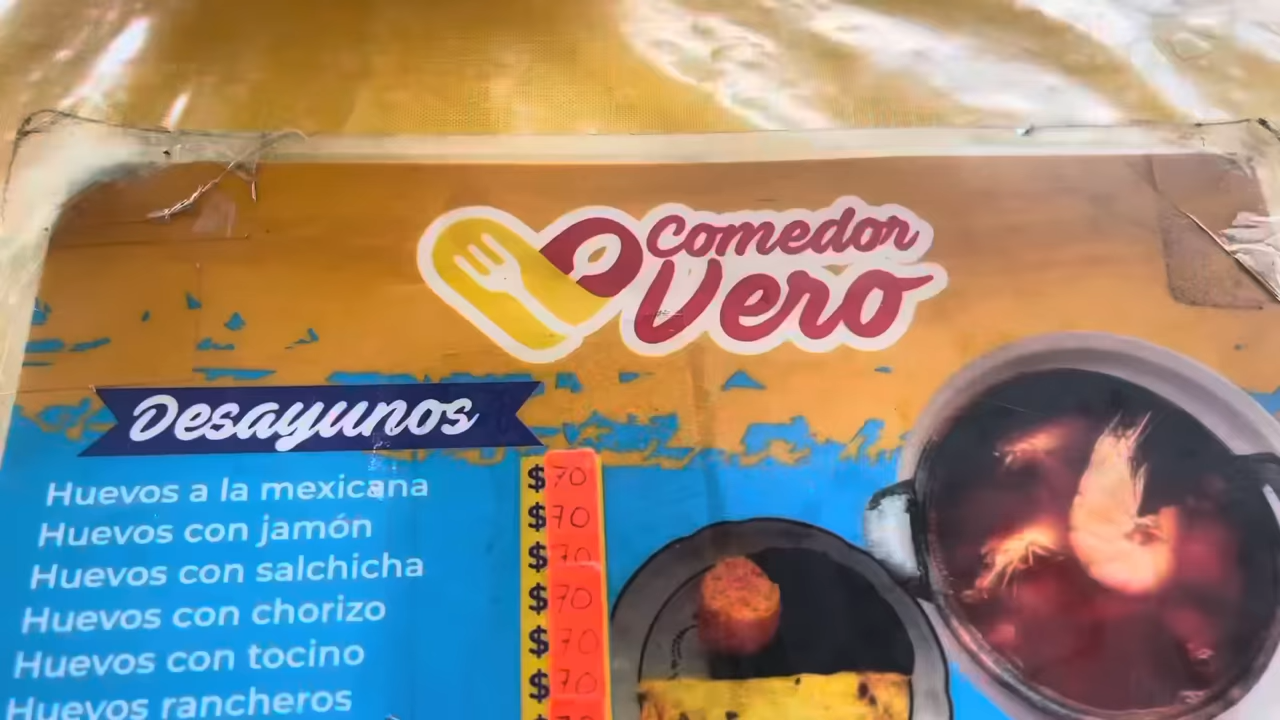 Comedor
Vero
Desayunos
Huevos a la mexicana $70
Huevos con jamón $70
Huevos con salchicha $70
Huevos con chorizo $70
Huevos con tocino $70
Huevos rancheros $70